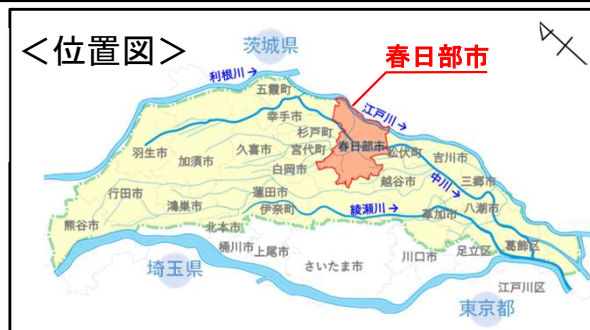 <位置図>
茨城県
春日部市
利根川→
五霞町
江戸川→
幸手市
杉戸町
羽生市
加須市
久喜市
宮代町
春日部市
松伏町
吉川市
白岡市
中川→
三郷市
行田市
蓮田市
越谷市
鴻巣市
伊奈町
綾瀬川→
八潮市
草加市
熊谷市
北本市
桶川市
上尾市
川口市
足立区
葛飾区
埼玉県
さいたま市
江戸川区
東京都